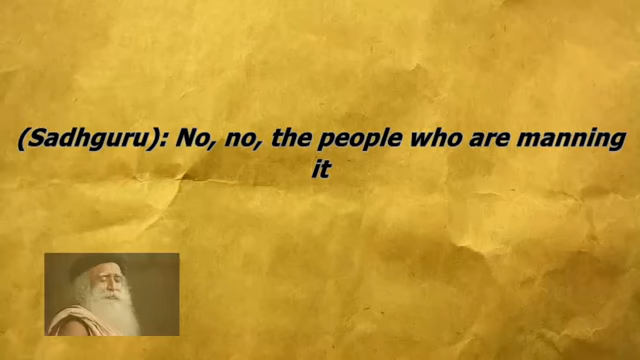 (Sadhguru): No, no, the people who are manning
it